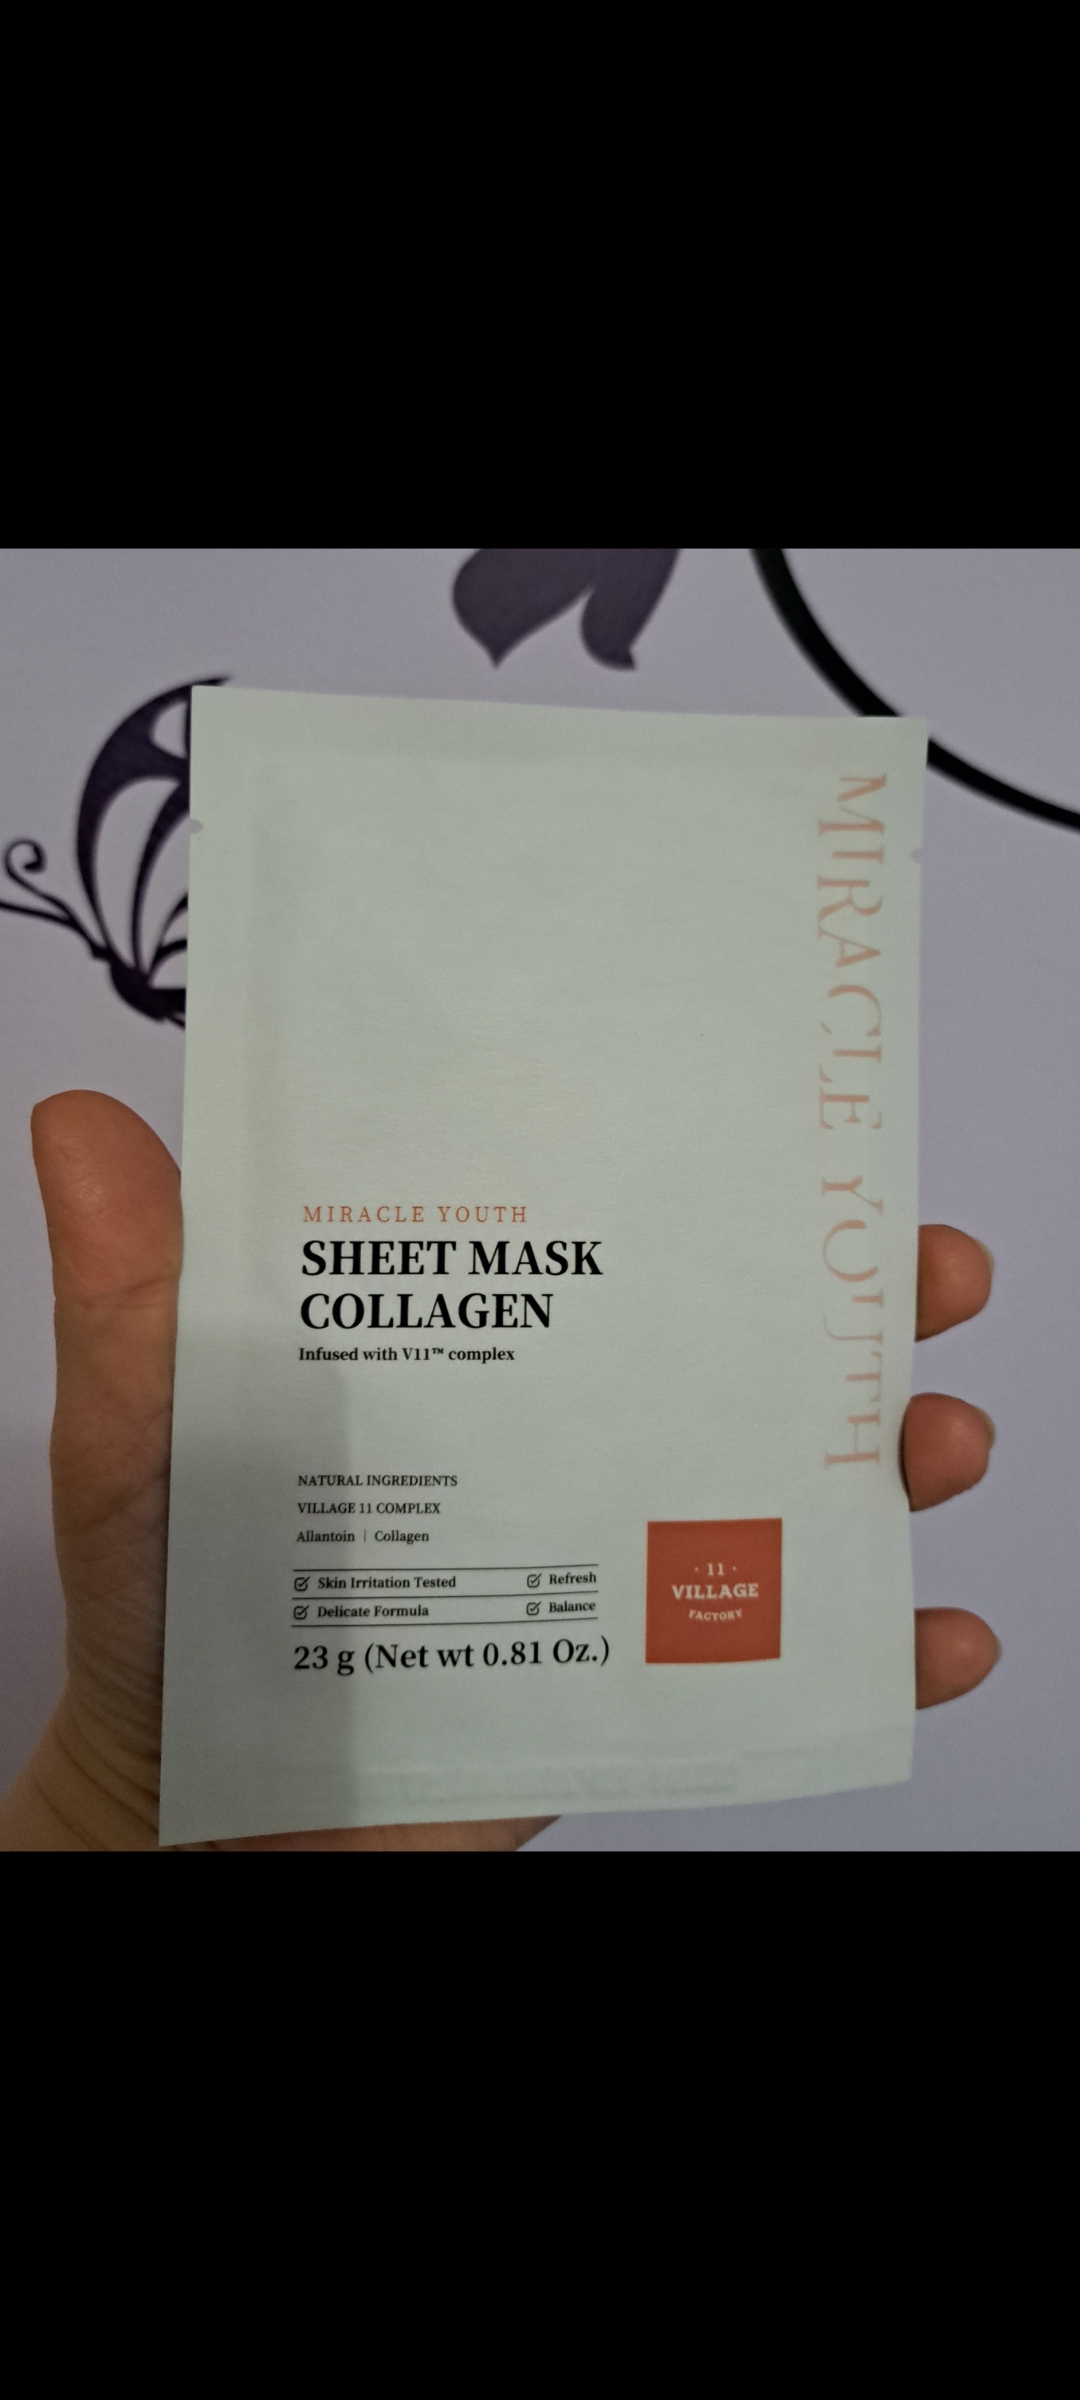 MIRACLE YOUTH
MIRACLE YOUTH
SHEET MASK
COLLAGEN
Infused with V11™ complex
NATURAL INGREDIENTS
VILLAGE 11 COMPLEX
Allantoin | Collagen
Skin Irritation Tested Refresh
Delicate Formula Balance
23 g (Net wt 0.81 Oz.)
· 11 ·
VILLAGE
FACTORY